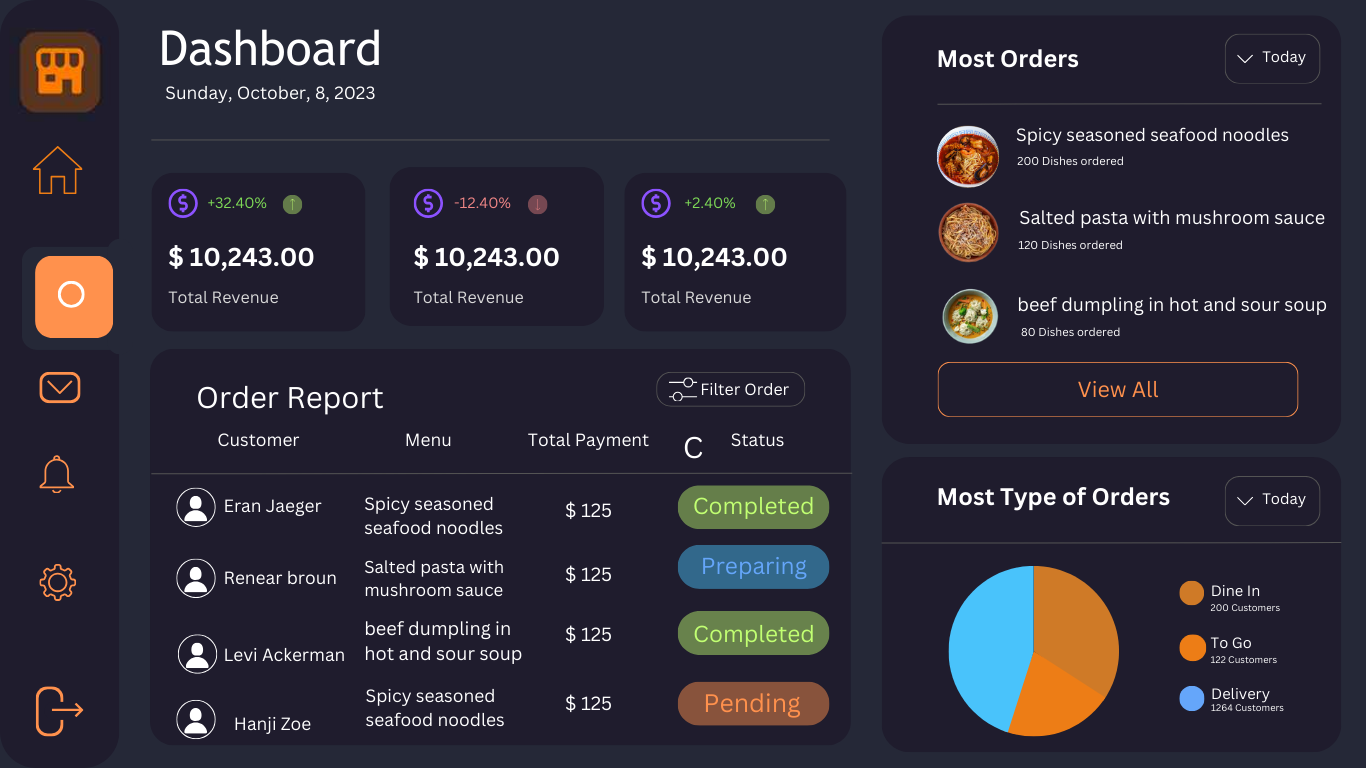 Dashboard
Sunday, October, 8, 2023
+32.40%
$ 10,243.00
Total Revenue
-12.40%
$ 10,243.00
Total Revenue
+2.40%
$ 10,243.00
Total Revenue
Order Report
Filter Order
Customer Menu Total Payment C Status
Eran Jaeger
Spicy seasoned
seafood noodles
$ 125
Completed
Renear broun
Salted pasta with
mushroom sauce
$ 125
Preparing
Levi Ackerman
beef dumpling in
hot and sour soup
$ 125
Completed
Hanji Zoe
Spicy seasoned
seafood noodles
$ 125
Pending
Most Orders
Today
Spicy seasoned seafood noodles
200 Dishes ordered
Salted pasta with mushroom sauce
120 Dishes ordered
beef dumpling in hot and sour soup
80 Dishes ordered
View All
Most Type of Orders
Today
Dine In
200 Customers
To Go
122 Customers
Delivery
1264 Customers